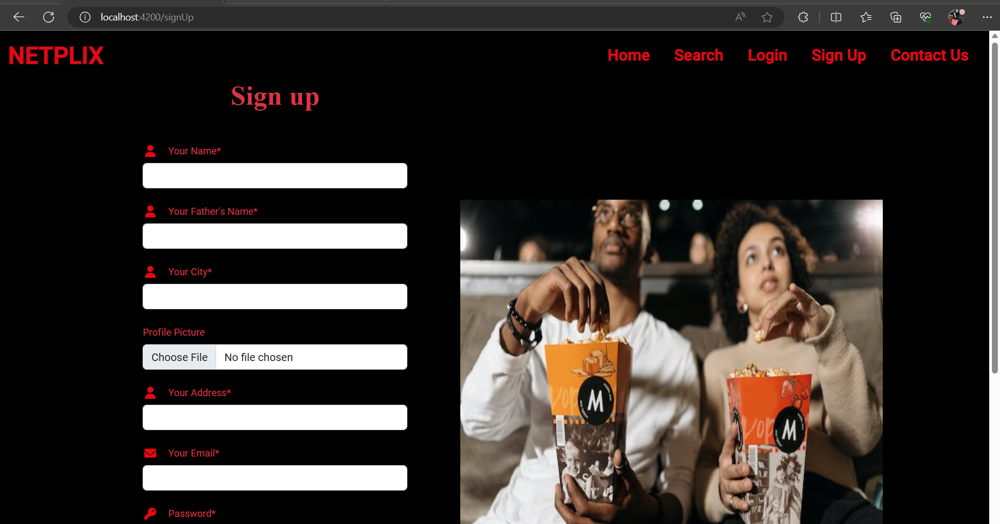 localhost:4200/signUp
NETPLIX
Home Search Login Sign Up Contact Us
Sign up
Your Name*
Your Father's Name*
Your City*
Profile Picture
Choose File No file chosen
Your Address*
Your Email*
Password*
M
M